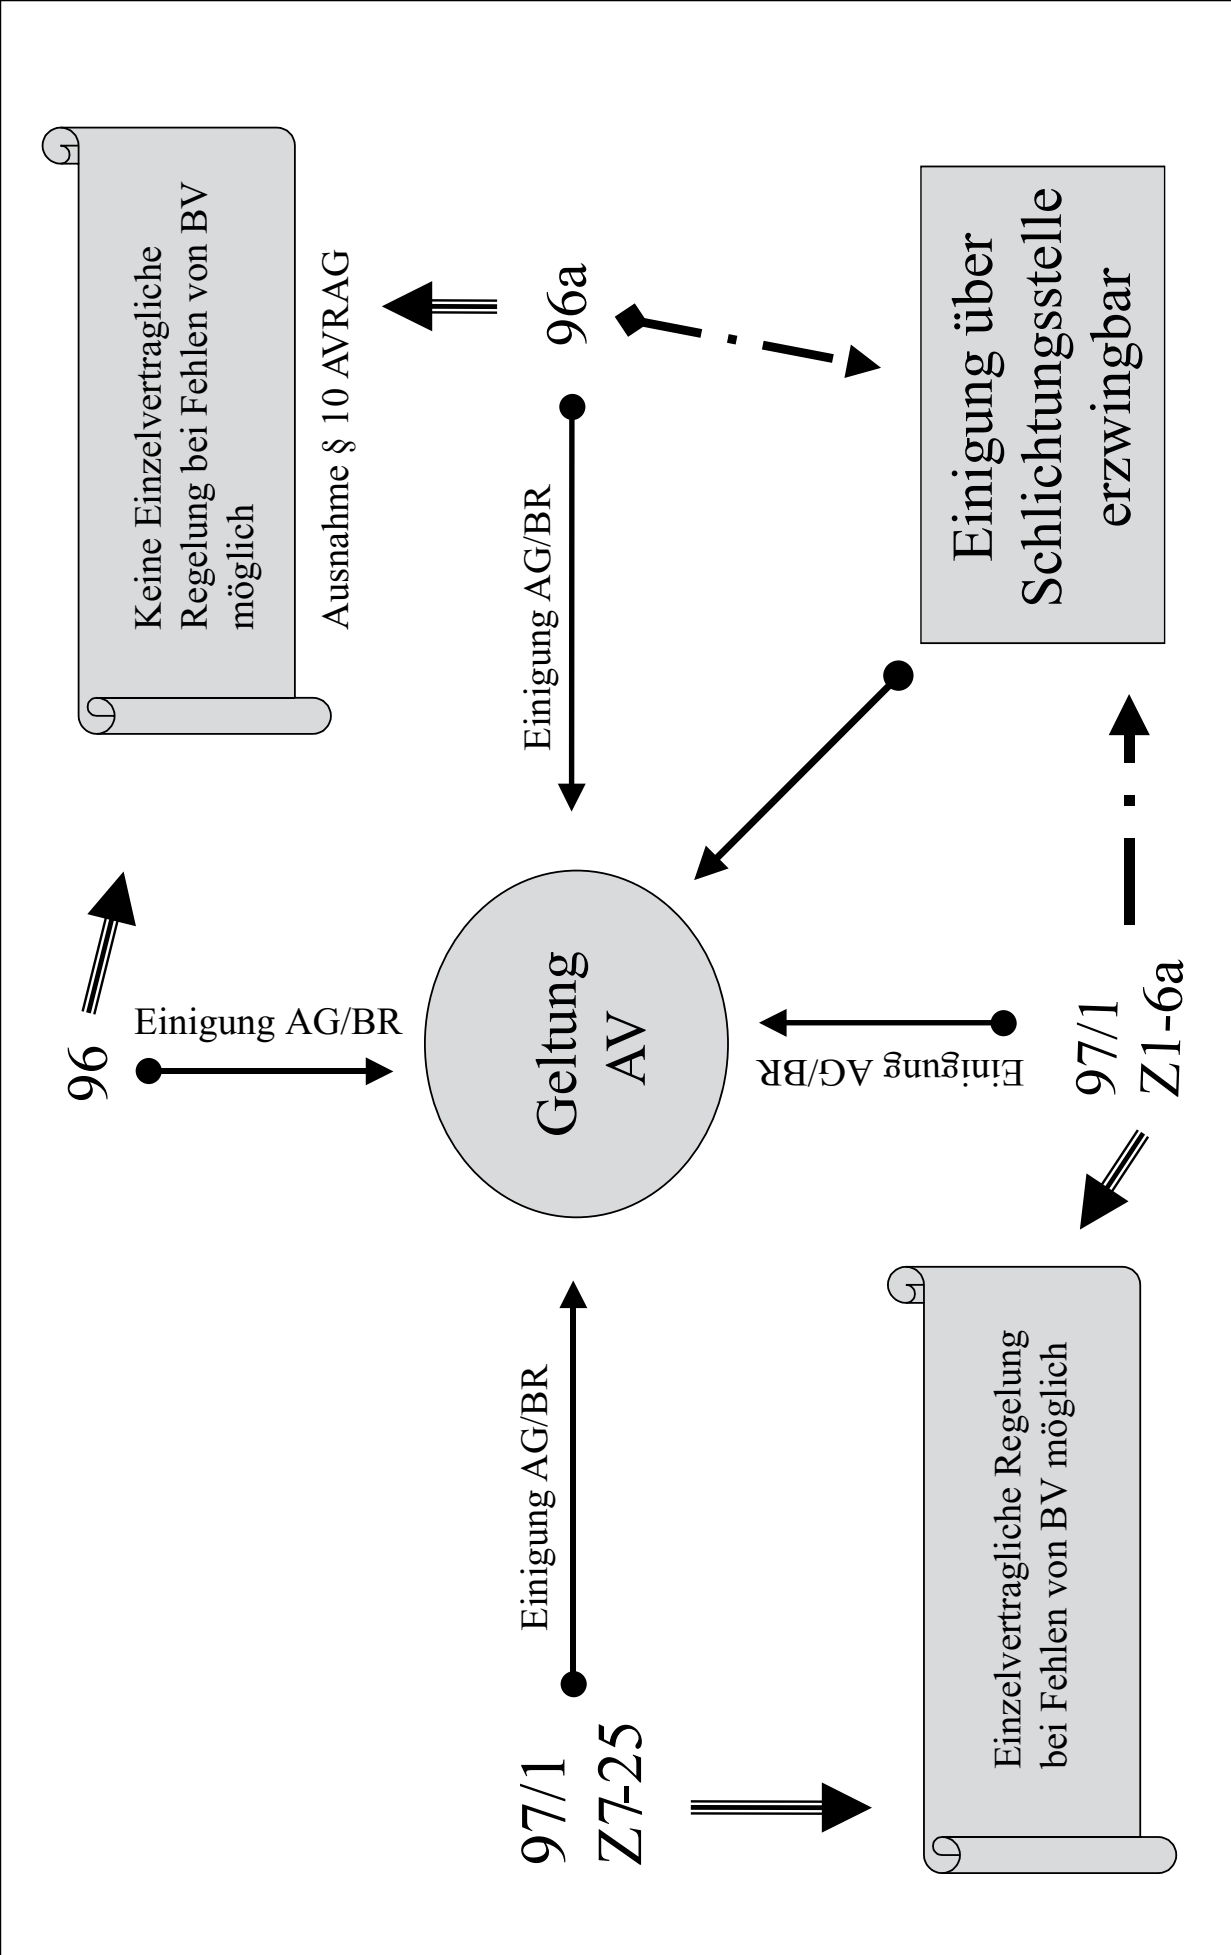 96
Einigung AG/BR
Keine Einzelvertragliche
Regelung bei Fehlen von BV
möglich
Ausnahme § 10 AVRAG
97/1
Z7-25
Einigung AG/BR
Geltung
AV
Einigung AG/BR
96a
Einigung AG/BR
Einzelvertragliche Regelung
bei Fehlen von BV möglich
97/1
Z1-6a
Einigung über
Schlichtungsstelle
erzwingbar